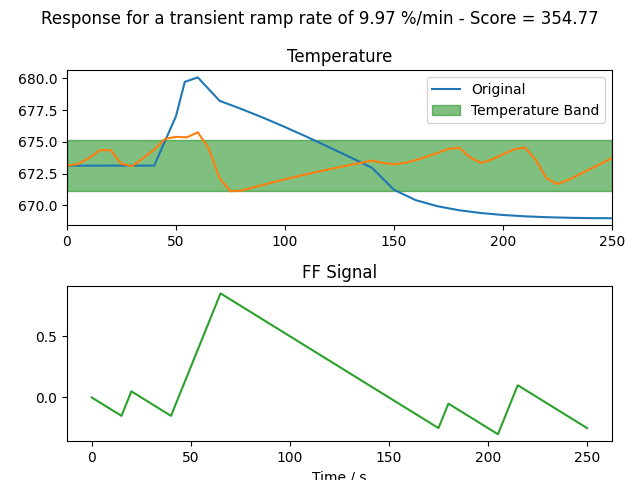 Response for a transient ramp rate of 9.97 %/min - Score = 354.77
Temperature
680.0
677.5
675.0
672.5
670.0
Original
Temperature Band
0 50 100 150 200 250
FF Signal
0.5
0.0
0 50 100 150 200 250
Time / s